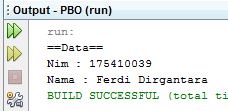 Output - PBO (run)
run:
==Data==
Nim : 175410039
Nama : Ferdi Dirgantara
BUILD SUCCESSFUL (total ti